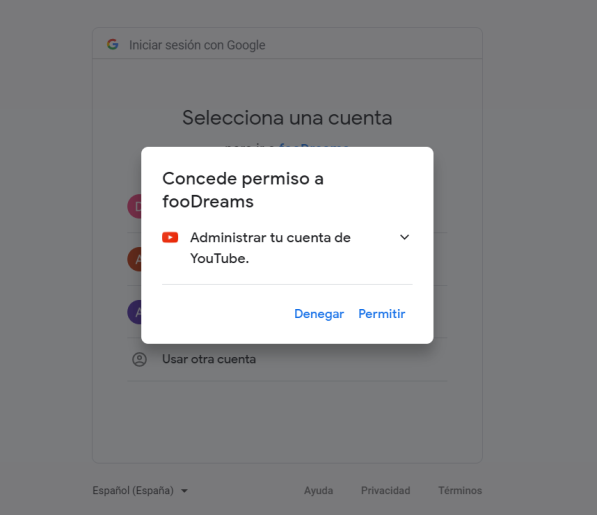 Iniciar sesión con Google
Selecciona una cuenta
Concede permiso a
fooDreams
Administrar tu cuenta de
YouTube.
Denegar Permitir
Usar otra cuenta
Español (España) Ayuda Privacidad Términos